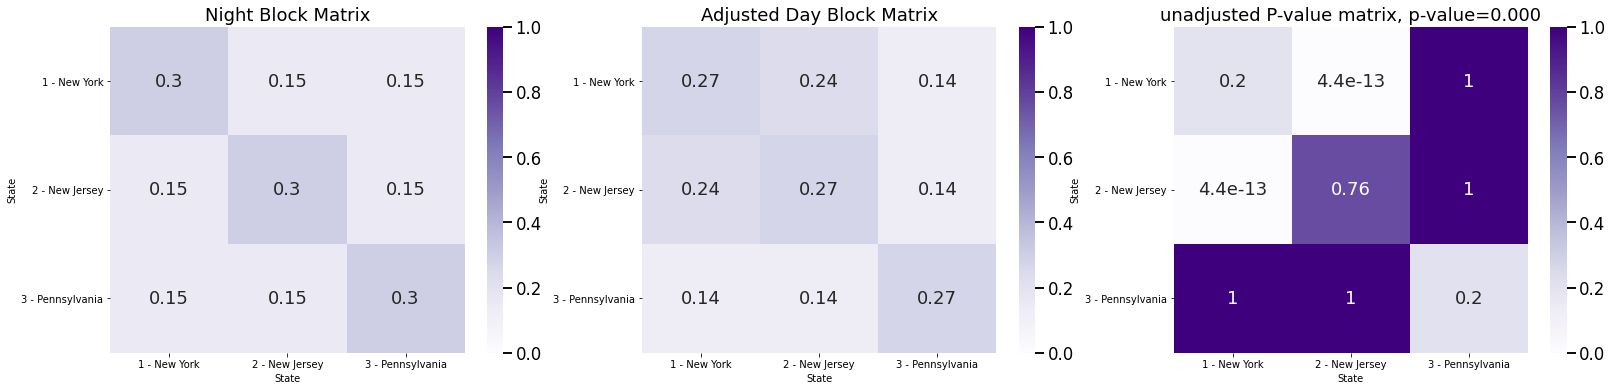 Night Block Matrix
1 - New York
2 - New Jersey
3 - Pennsylvania
State
0.3 0.15 0.15
0.15 0.3 0.15
0.15 0.15 0.3
1 - New York 2 - New Jersey 3 - Pennsylvania
State
1.0
0.8
0.6
0.4
0.2
0.0
Adjusted Day Block Matrix
1 - New York
2 - New Jersey
3 - Pennsylvania
State
0.27 0.24 0.14
0.24 0.27 0.14
0.14 0.14 0.27
1 - New York 2 - New Jersey 3 - Pennsylvania
State
1.0
0.8
0.6
0.4
0.2
0.0
unadjusted P-value matrix, p-value=0.000
1 - New York
2 - New Jersey
3 - Pennsylvania
State
0.2 4.4e-13 1
4.4e-13 0.76 1
1 1 0.2
1 - New York 2 - New Jersey 3 - Pennsylvania
State
1.0
0.8
0.6
0.4
0.2
0.0